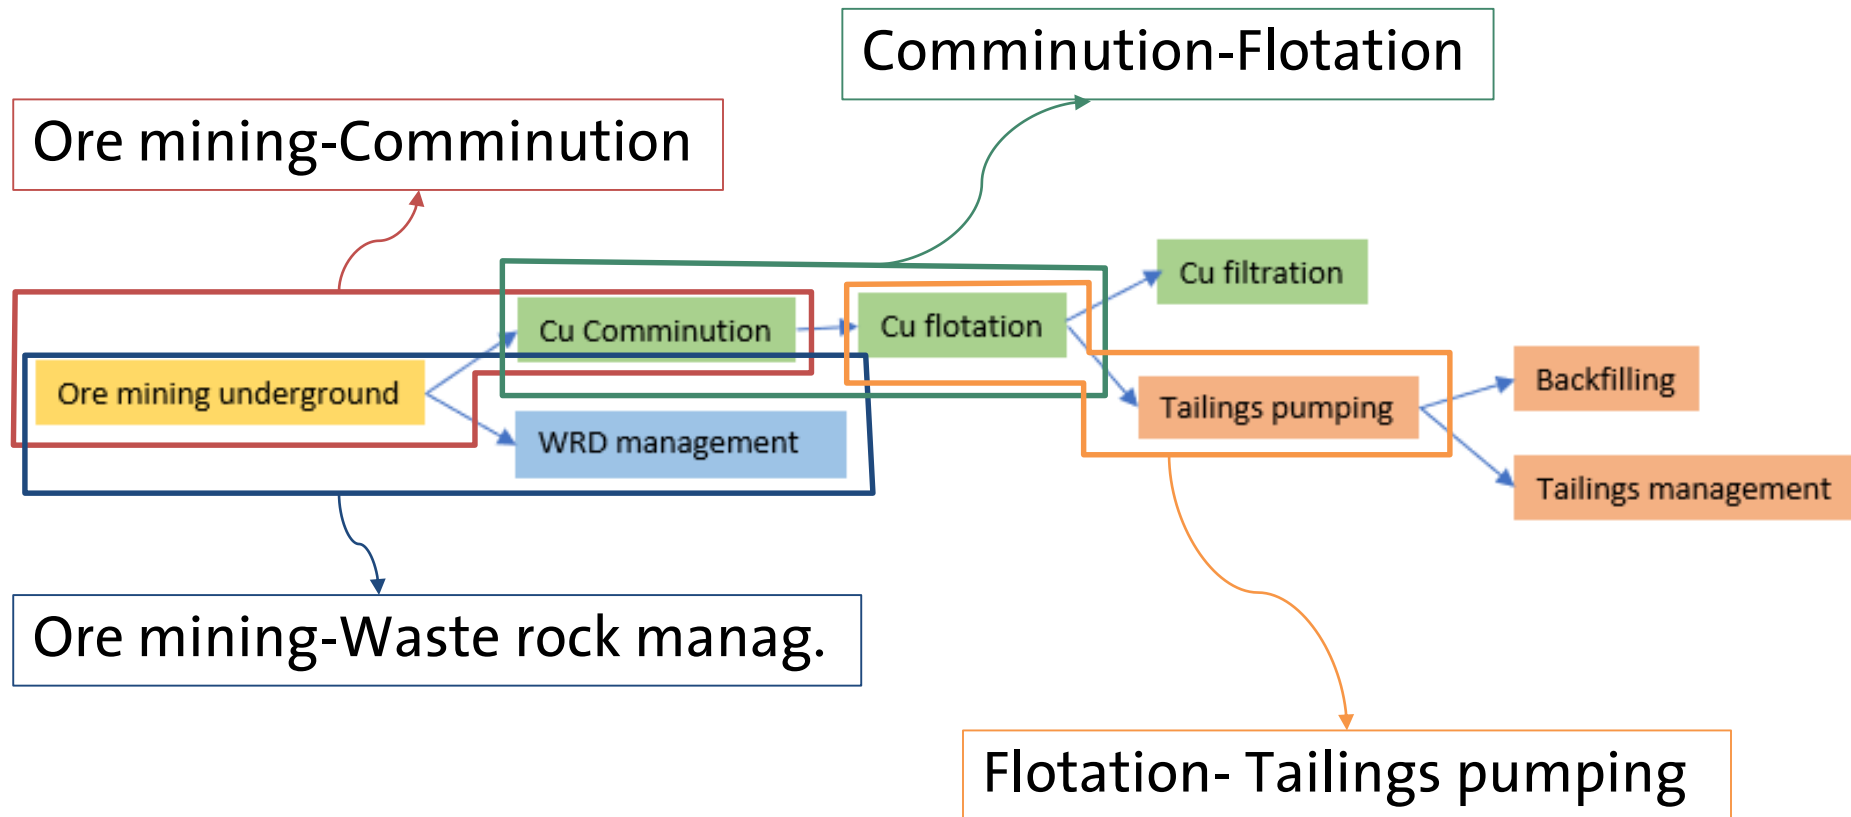 Comminution-Flotation
Ore mining-Comminution
Cu filtration
Cu Comminution
Cu flotation
Ore mining underground
Backfilling
Tailings pumping
WRD management
Tailings management
Ore mining-Waste rock manag.
Flotation- Tailings pumping